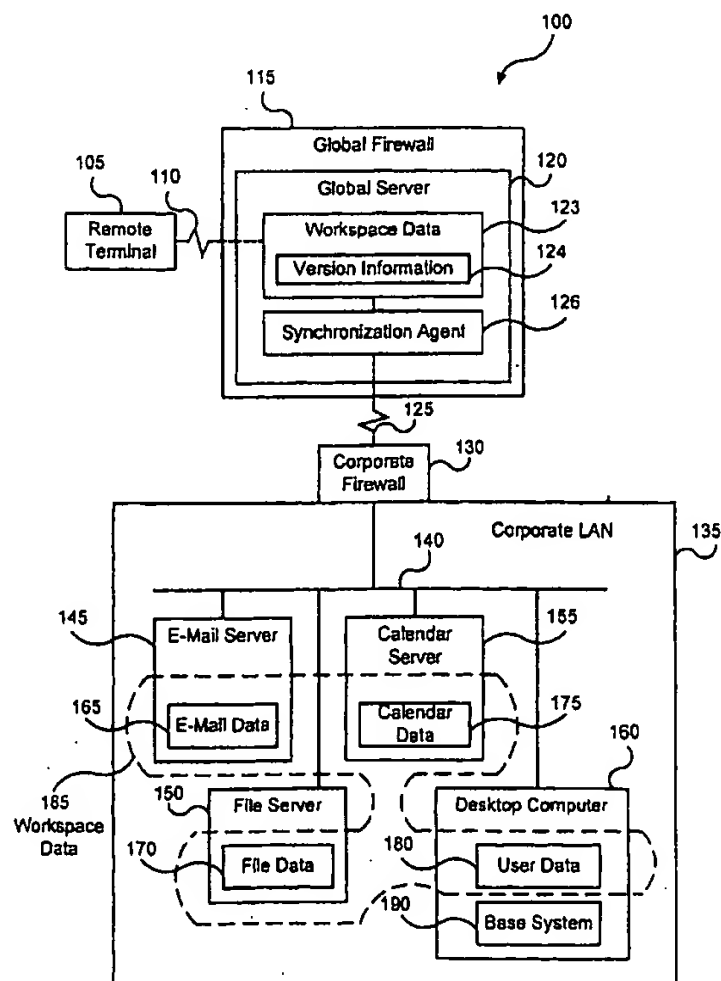 100
115
Global Firewall
105
110
Global Server
120
Remote
Terminal
Workspace Data
123
Version Information
124
Synchronization Agent
126
125
Corporate
Firewall
130
Corporate LAN
135
140
145
E-Mail Server
Calendar
Server
155
165
E-Mail Data
Calendar
Data
175
160
185
Workspace
Data
150
File Server
Desktop Computer
170
File Data
180
User Data
190
Base System